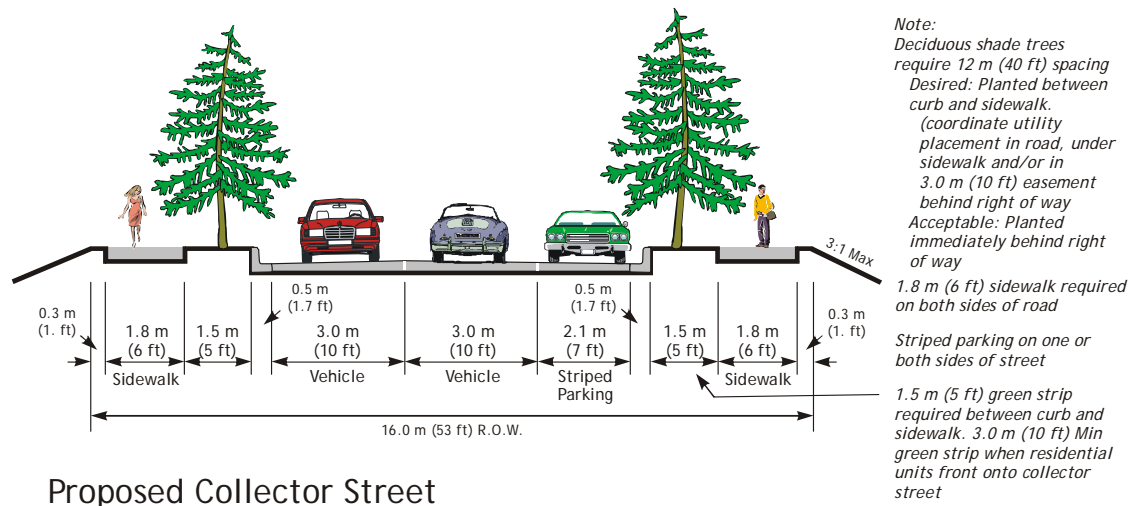 Note:
Deciduous shade trees
require 12 m (40 ft) spacing
Desired: Planted between
curb and sidewalk.
(coordinate utility
placement in road, under
sidewalk and/or in
3.0 m (10 ft) easement
behind right of way
Acceptable: Planted
immediately behind right
of way
1.8 m (6 ft) sidewalk required
on both sides of road
Striped parking on one or
both sides of street
1.5 m (5 ft) green strip
required between curb and
sidewalk. 3.0 m (10 ft) Min
green strip when residential
units front onto collector
street
3:1 Max
0.3 m
(1. ft)
1.8 m
(6 ft)
Sidewalk
1.5 m
(5 ft)
0.5 m
(1.7 ft)
3.0 m
(10 ft)
Vehicle
3.0 m
(10 ft)
Vehicle
2.1 m
(7 ft)
Striped
Parking
0.5 m
(1.7 ft)
1.5 m
(5 ft)
1.8 m
(6 ft)
Sidewalk
0.3 m
(1. ft)
16.0 m (53 ft) R.O.W.
Proposed Collector Street